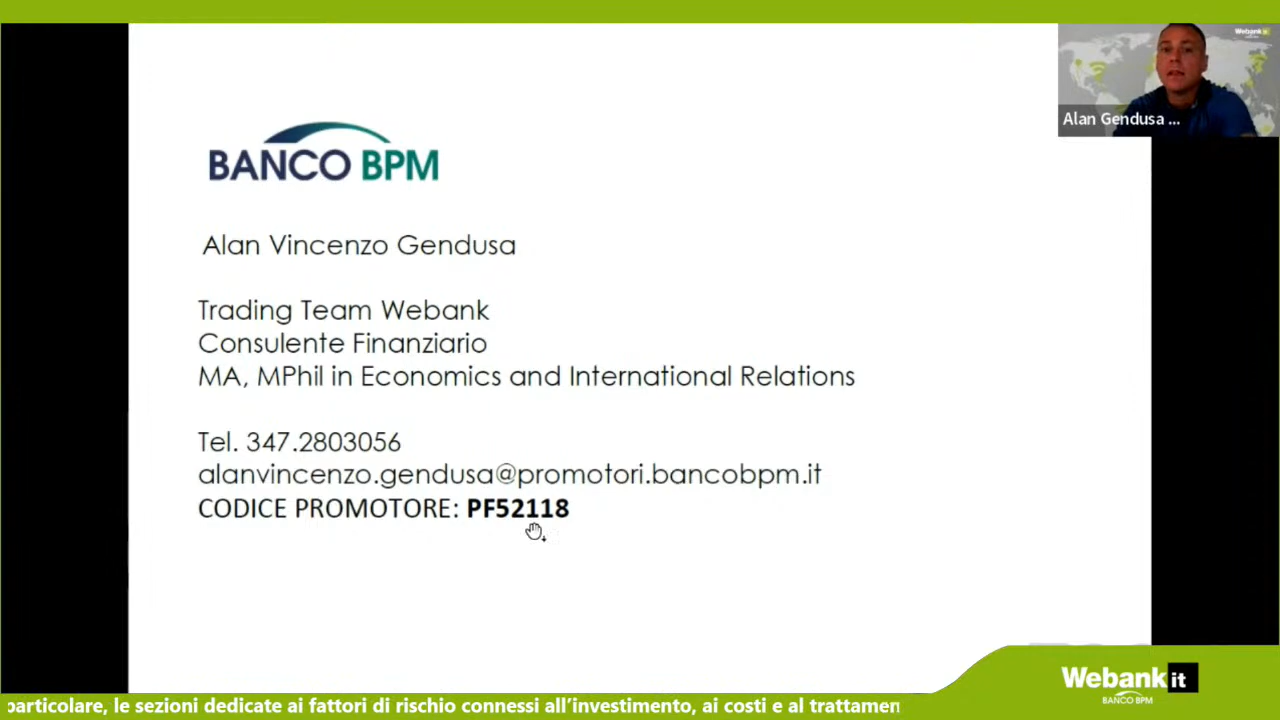 Webank.it
Alan Gendusa ...
BANCO BPM
Alan Vincenzo Gendusa
Trading Team Webank
Consulente Finanziario
MA, MPhil in Economics and International Relations
Tel. 347.2803056
alanvincenzo.gendusa@promotori.bancobpm.it
CODICE PROMOTORE: PF52118
Webank it
BANCO BPM
particolare, le sezioni dedicate ai fattori di rischio connessi all’investimento, ai costi e al trattamen